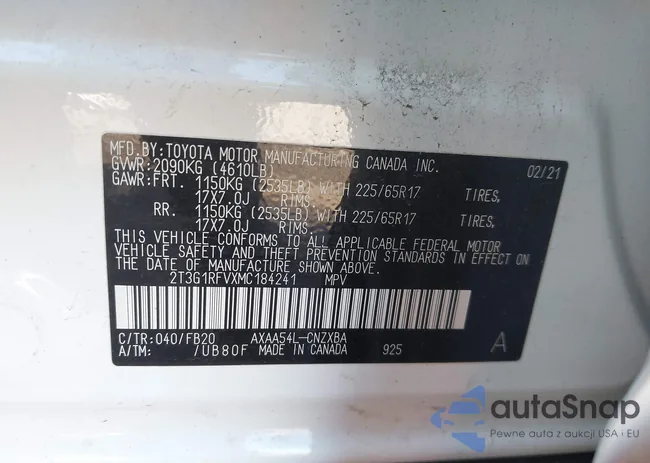 MFD.BY:TOYOTA MOTOR MANUFACTURING CANADA INC.
GVWR:2090KG (4610LB) 02/21
GAWR:FRT. 1150KG (2535LB) WITH 225/65R17 TIRES,
17X7.0J RIMS.
RR. 1150KG (2535LB) WITH 225/65R17 TIRES,
17X7.0J RIMS.
THIS VEHICLE CONFORMS TO ALL APPLICABLE FEDERAL MOTOR
VEHICLE SAFETY AND THEFT PREVENTION STANDARDS IN EFFECT ON
THE DATE OF MANUFACTURE SHOWN ABOVE.
2T3G1RFVXMC184241 MPV
C/TR:040/FB20 AXAA54L-CNZXBA
A/TM: /UB80F MADE IN CANADA 925 A
autaSnap
Pewne auta z aukcji USA i EU